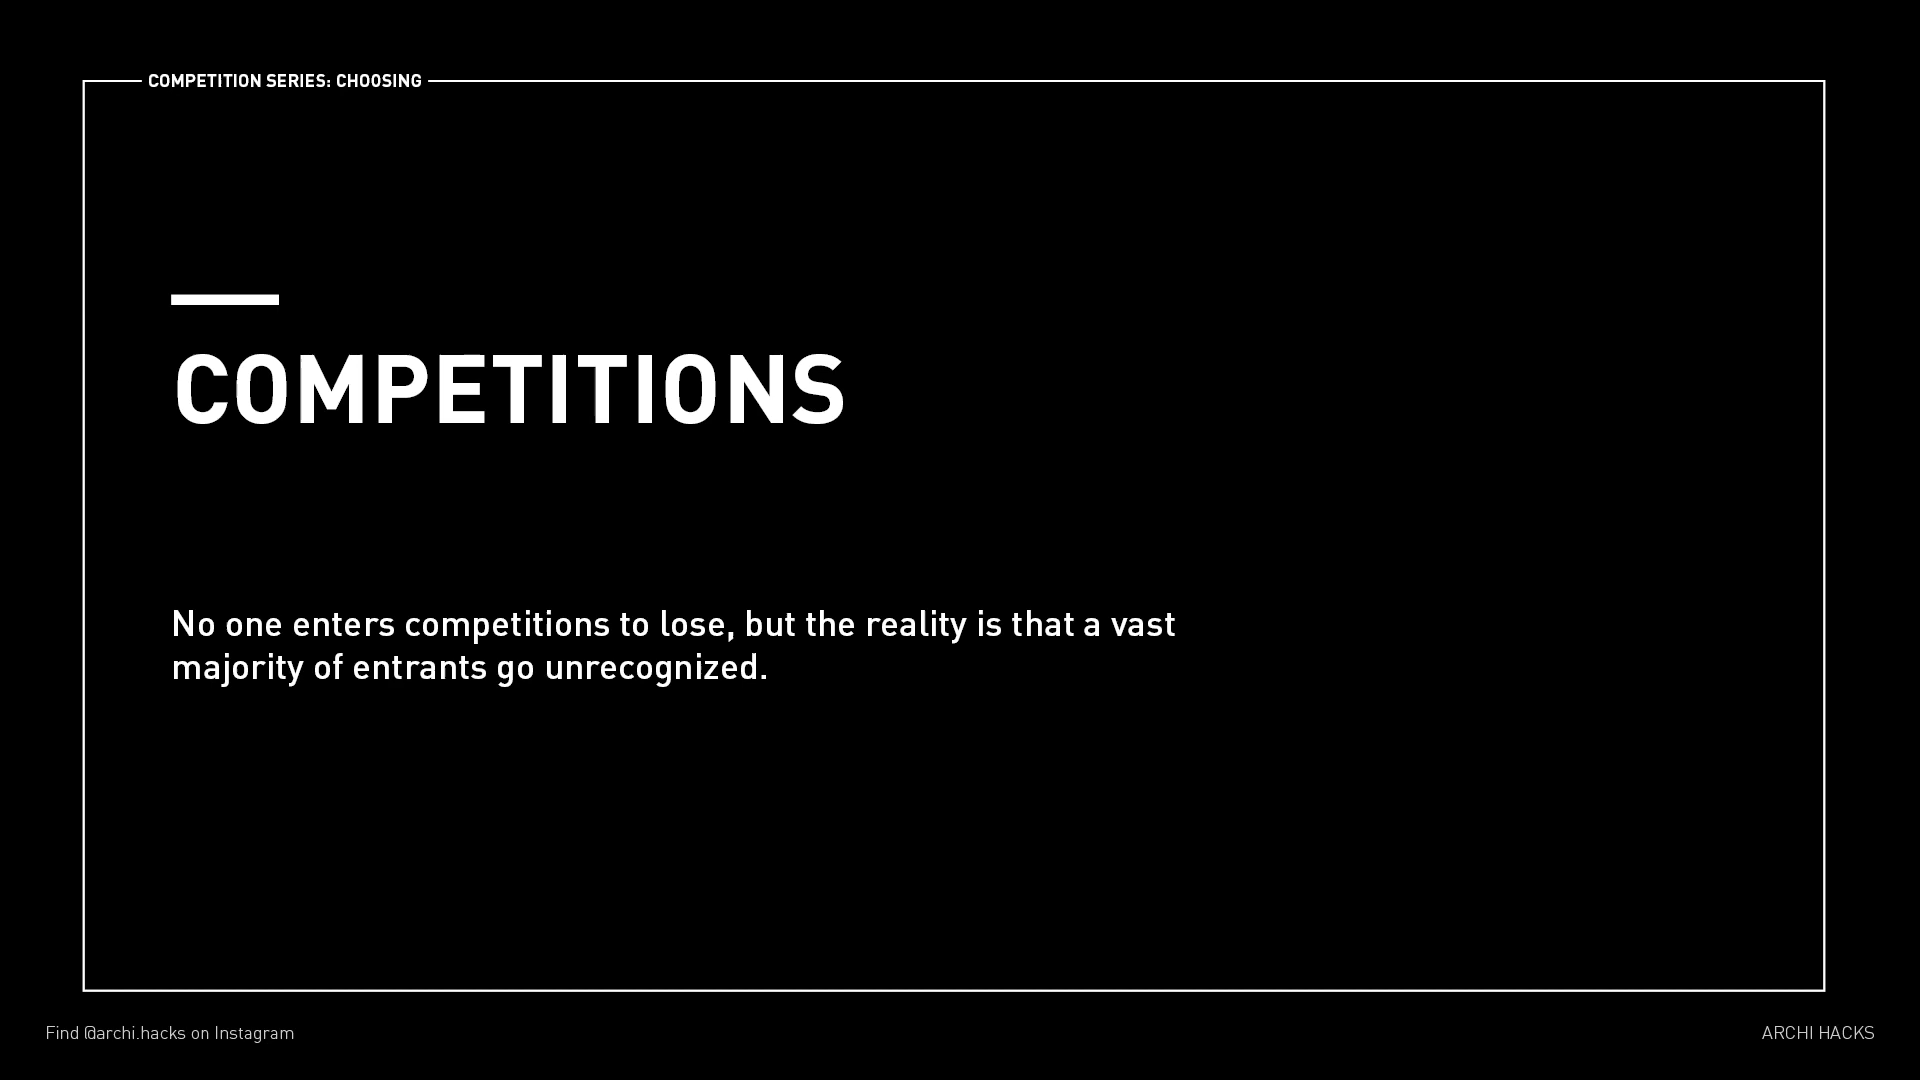 COMPETITION SERIES: CHOOSING
COMPETITIONS
No one enters competitions to lose, but the reality is that a vast
majority of entrants go unrecognized.
Find @archi.hacks on Instagram
ARCHI HACKS